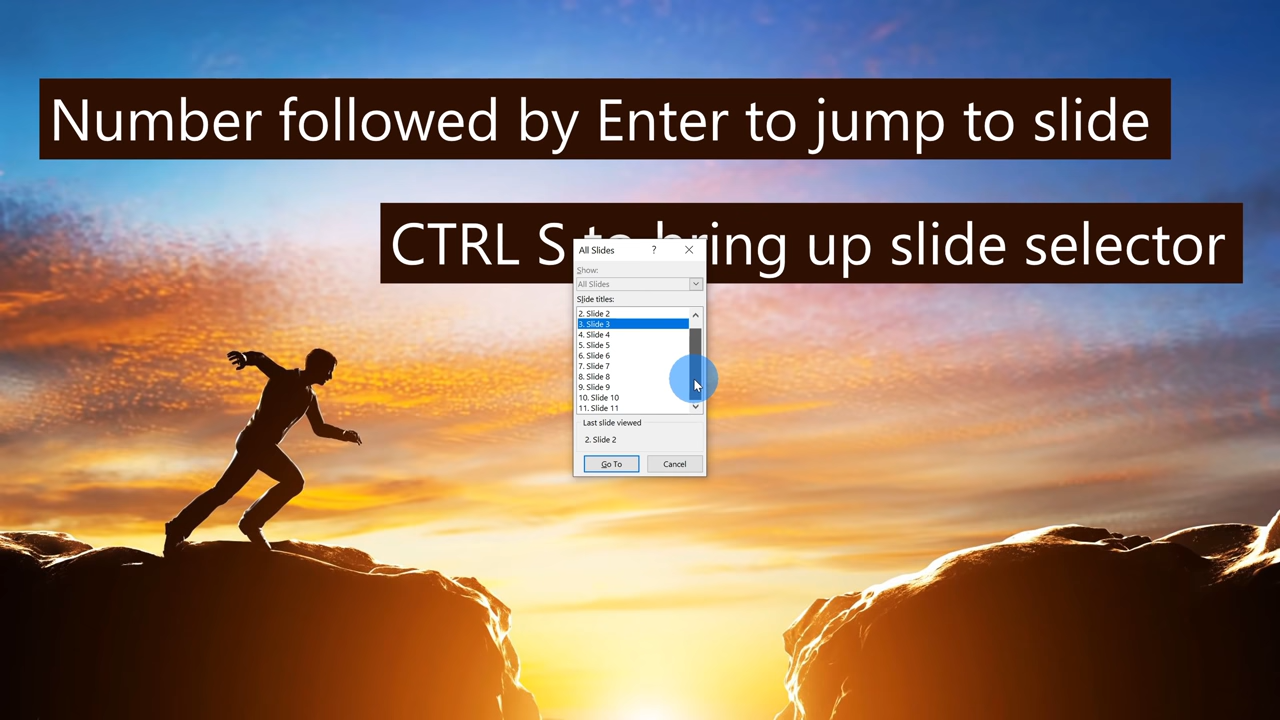 Number followed by Enter to jump to slide
CTRL S to bring up slide selector
All Slides
?
Show:
All Slides
Slide titles:
2. Slide 2
3. Slide 3
4. Slide 4
5. Slide 5
6. Slide 6
7. Slide 7
8. Slide 8
9. Slide 9
10. Slide 10
11. Slide 11
Last slide viewed
2. Slide 2
Go To
Cancel